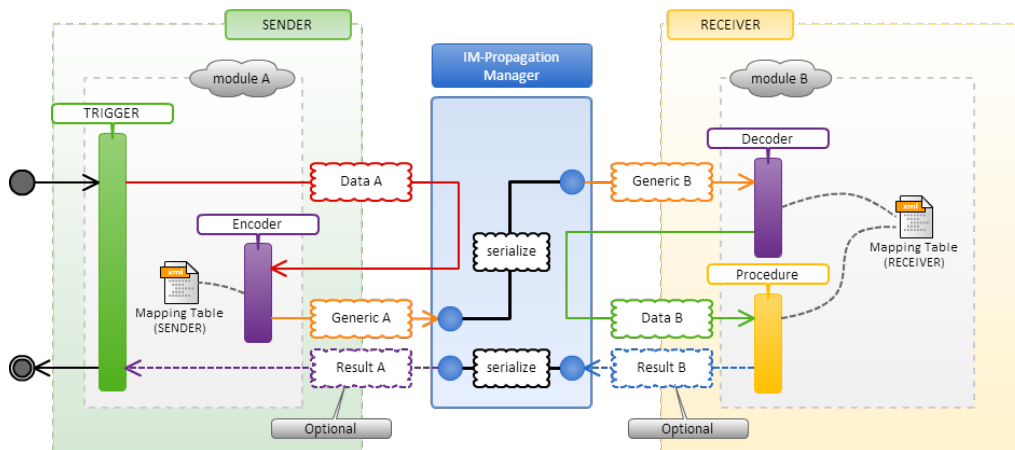 SENDER
RECEIVER
IM-Propagation
Manager
module A
module B
TRIGGER
Decoder
Data A
Generic B
Encoder
xml
Mapping Table
(RECEIVER)
serialize
xml
Mapping Table
(SENDER)
Procedure
Generic A
Data B
Result A
serialize
Result B
Optional
Optional